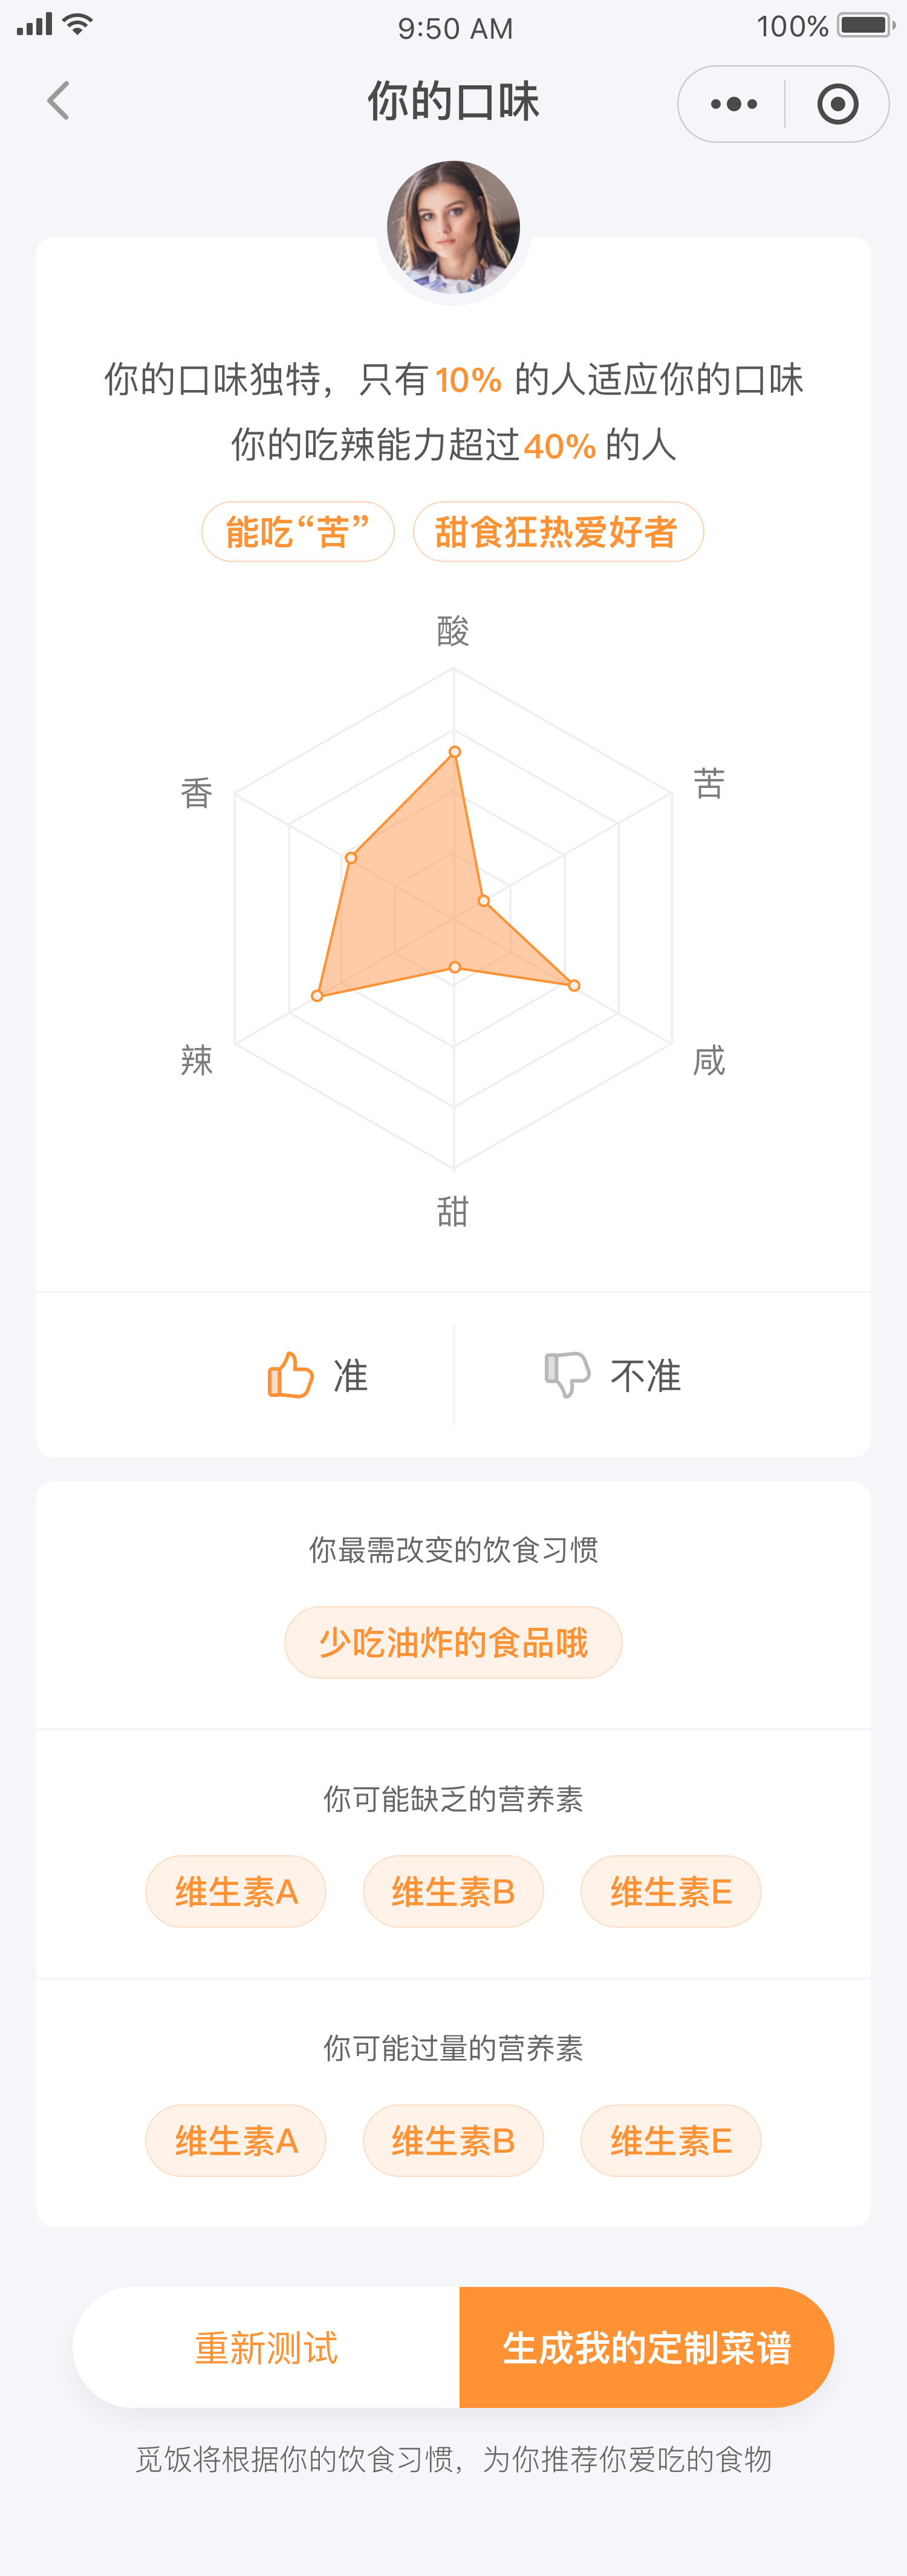 9:50 AM
100%
你的口味
你的口味独特，只有10% 的人适应你的口味
你的吃辣能力超过40% 的人
能吃“苦”
甜食狂热爱好者
酸
香
苦
辣
咸
甜
准
不准
你最需改变的饮食习惯
少吃油炸的食品哦
你可能缺乏的营养素
维生素A
维生素B
维生素E
你可能过量的营养素
维生素A
维生素B
维生素E
重新测试
生成我的定制菜谱
觅饭将根据你的饮食习惯，为你推荐你爱吃的食物